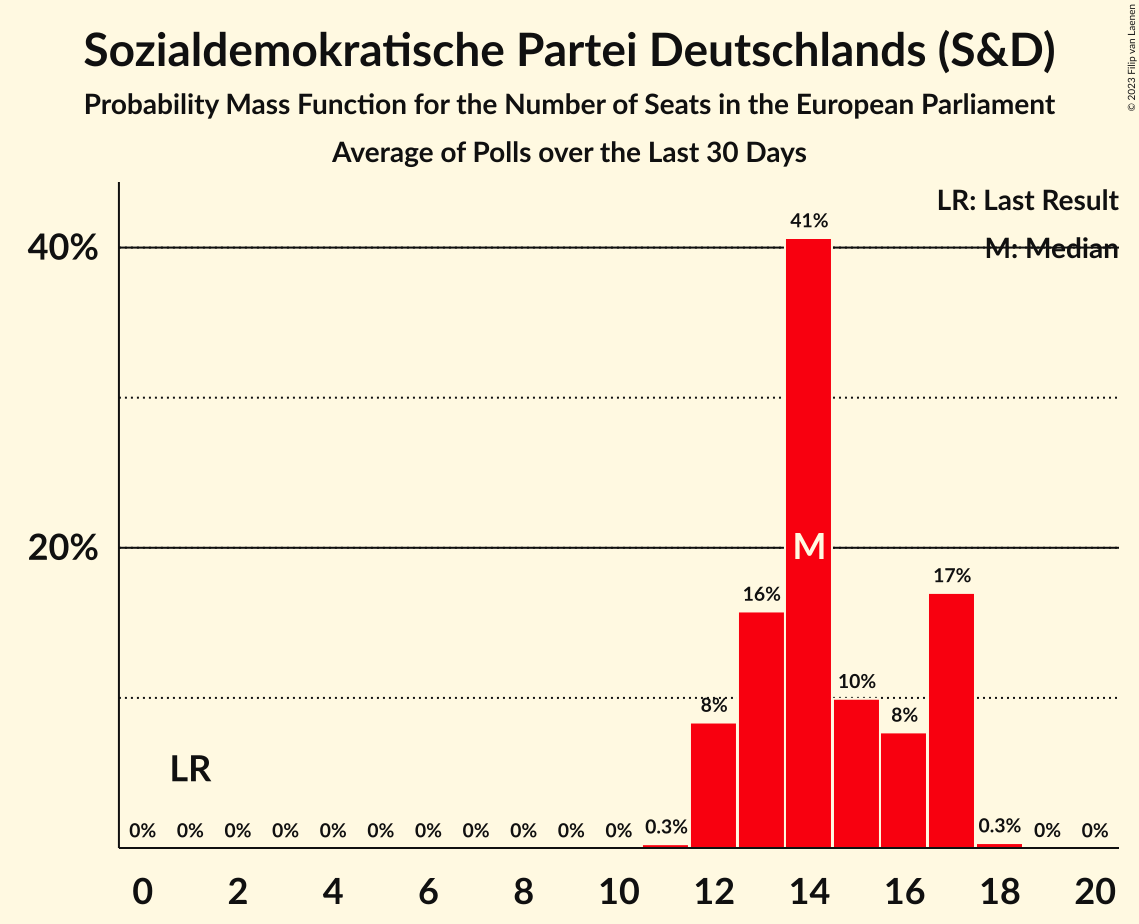 Sozialdemokratische Partei Deutschlands (S&D)
Probability Mass Function for the Number of Seats in the European Parliament
Average of Polls over the Last 30 Days
© 2023 Filip van Laenen
LR: Last Result
M: Median
40%
20%
41%
M
17%
16%
10%
8%
8%
LR
0% 0% 0% 0% 0% 0% 0% 0% 0% 0% 0% 0.3% 0.3% 0% 0%
0 2 4 6 8 10 12 14 16 18 20